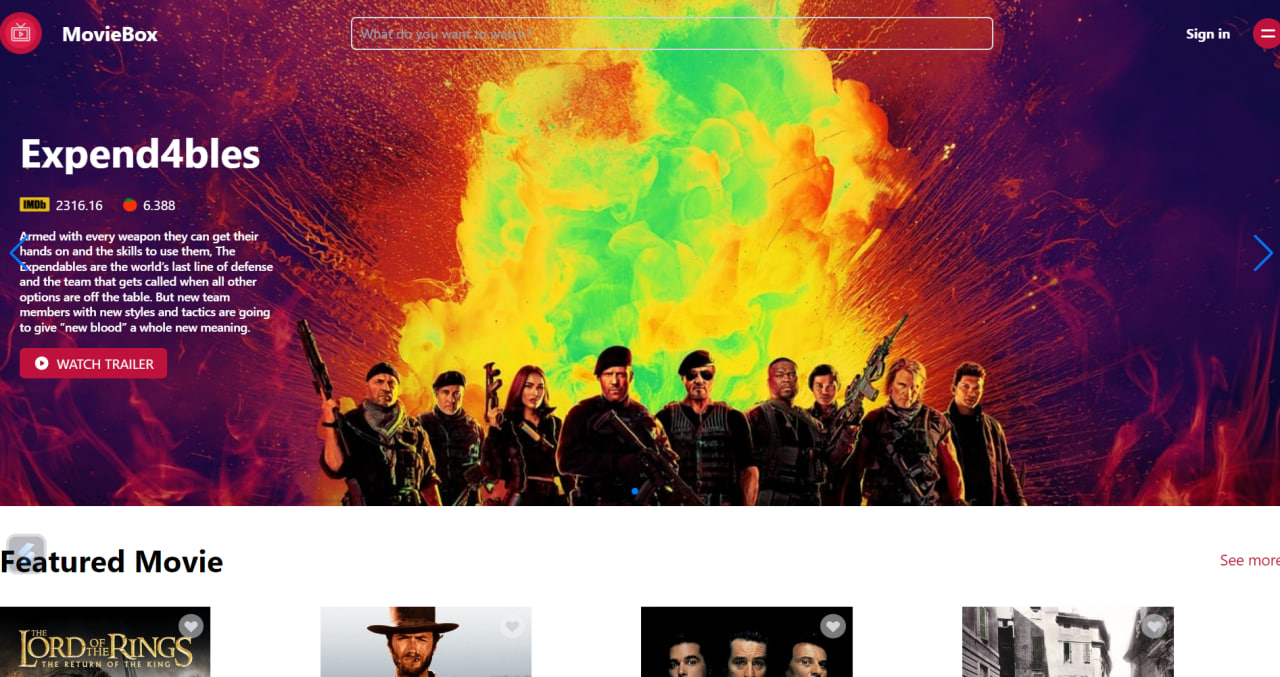 MovieBox
What do you want to watch?
Sign in
Expend4bles
IMDb 2316.16 6.388
Armed with every weapon they can get their
hands on and the skills to use them, The
Expendables are the world's last line of defense
and the team that gets called when all other
options are off the table. But new team
members with new styles and tactics are going
to give “new blood” a whole new meaning.
WATCH TRAILER
Featured Movie
See more
THE
LORD OF THE RINGS
THE RETURN OF THE KING